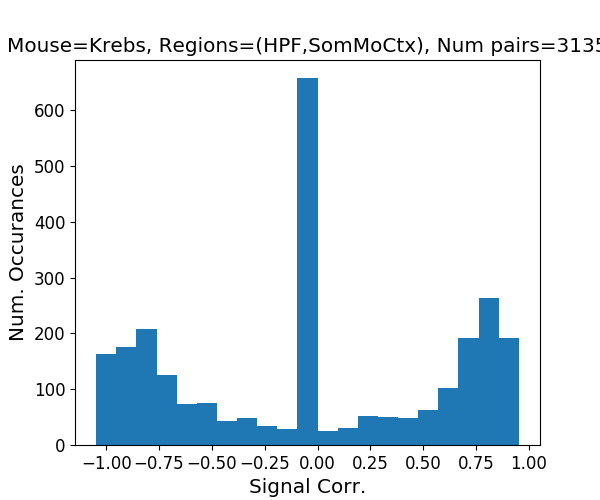 Mouse=Krebs, Regions=(HPF,SomMoCtx), Num pairs=3135
600
500
400
300
200
100
0
Num. Occurances
−1.00 −0.75 −0.50 −0.25 0.00 0.25 0.50 0.75 1.00
Signal Corr.